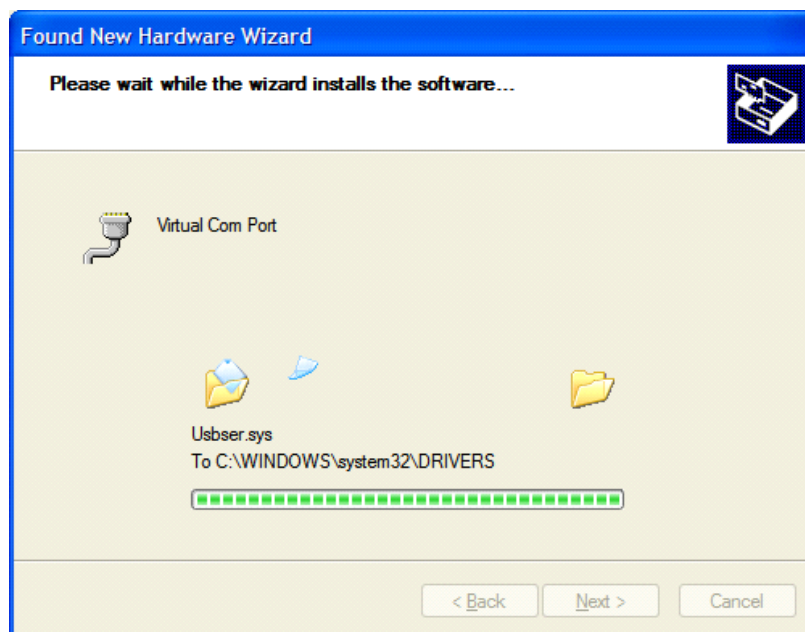 Found New Hardware Wizard
Please wait while the wizard installs the software...
Virtual Com Port
Usbser.sys
To C:\WINDOWS\system32\DRIVERS
< Back
Next >
Cancel